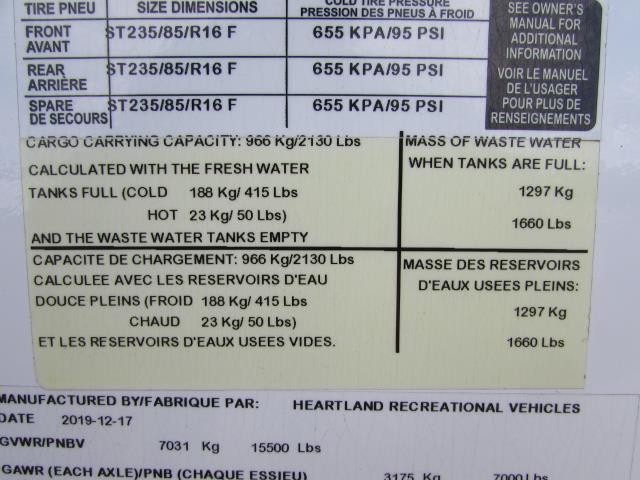 TIRE PNEU SIZE DIMENSIONS COLD TIRE PRESSURE
PRESSION DES PNEUS À FROID
FRONT
AVANT ST235/85/R16 F 655 KPA/95 PSI
REAR
ARRIÈRE ST235/85/R16 F 655 KPA/95 PSI
SPARE
DE SECOURS ST235/85/R16 F 655 KPA/95 PSI
SEE OWNER'S
MANUAL FOR
ADDITIONAL
INFORMATION
VOIR LE MANUEL
DE L'USAGER
POUR PLUS DE
RENSEIGNEMENTS
CARGO CARRYING CAPACITY: 966 Kg/2130 Lbs
CALCULATED WITH THE FRESH WATER
TANKS FULL (COLD 188 Kg/ 415 Lbs
HOT 23 Kg/ 50 Lbs)
AND THE WASTE WATER TANKS EMPTY
MASS OF WASTE WATER
WHEN TANKS ARE FULL:
1297 Kg
1660 Lbs
CAPACITE DE CHARGEMENT: 966 Kg/2130 Lbs
CALCULEE AVEC LES RESERVOIRS D'EAU
DOUCE PLEINS (FROID 188 Kg/ 415 Lbs
CHAUD 23 Kg/ 50 Lbs)
ET LES RESERVOIRS D'EAUX USEES VIDES.
MASSE DES RESERVOIRS
D'EAUX USEES PLEINS:
1297 Kg
1660 Lbs
MANUFACTURED BY/FABRIQUE PAR: HEARTLAND RECREATIONAL VEHICLES
DATE 2019-12-17
GVWR/PNBV 7031 Kg 15500 Lbs
GAWR (EACH AXLE)/PNB (CHAQUE ESSIEU) 3175 Kg 7000 Lbs